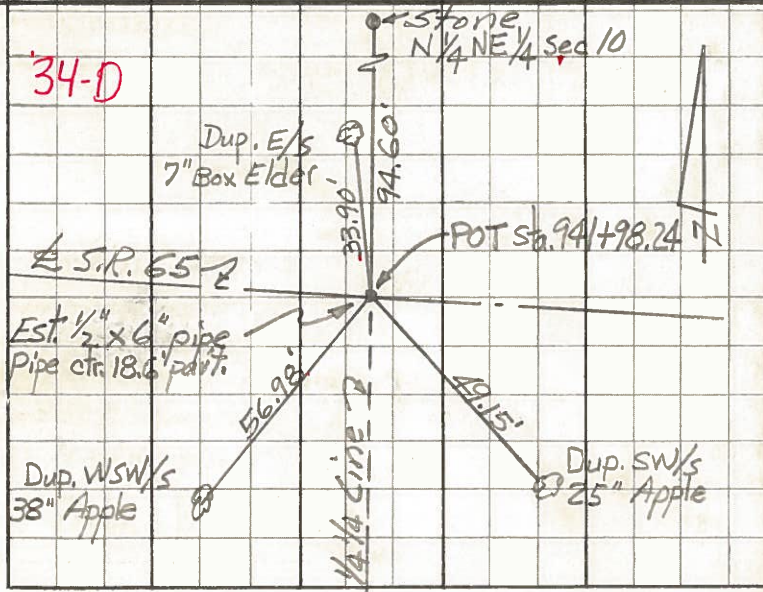 34-D
Stone
N 1/4 NE 1/4 Sec 10
Dup. E/s
7" Box Elder
33.90'
94.60'
POT Sta. 941+98.24
N
℄ S.R. 65
Est. 1/2" x 6" pipe
Pipe ctr. 18.6' pav't.
56.98'
49.15'
Dup. WSW/s
38" Apple
Dup. SW/s
25" Apple
1/4 1/4 Line